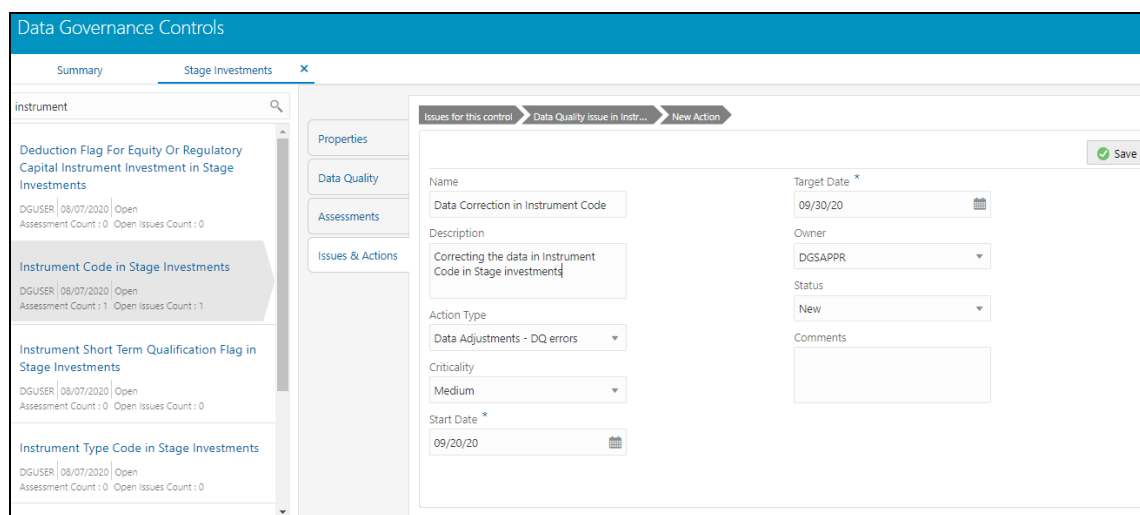 Data Governance Controls
Summary
Stage Investments
instrument
Deduction Flag For Equity Or Regulatory
Capital Instrument Investment in Stage
Investments
DGUSER 08/07/2020 Open
Assessment Count : 0 Open Issues Count : 0
Instrument Code in Stage Investments
DGUSER 08/07/2020 Open
Assessment Count : 1 Open Issues Count : 1
Instrument Short Term Qualification Flag in
Stage Investments
DGUSER 08/07/2020 Open
Assessment Count : 0 Open Issues Count : 0
Instrument Type Code in Stage Investments
DGUSER 08/07/2020 Open
Assessment Count : 0 Open Issues Count : 0
Properties
Data Quality
Assessments
Issues & Actions
Issues for this control
Data Quality issue in Instr...
New Action
Save
Name
Data Correction in Instrument Code
Description
Correcting the data in Instrument
Code in Stage investments
Action Type
Data Adjustments - DQ errors
Criticality
Medium
Start Date *
09/20/20
Target Date *
09/30/20
Owner
DGSAPPR
Status
New
Comments